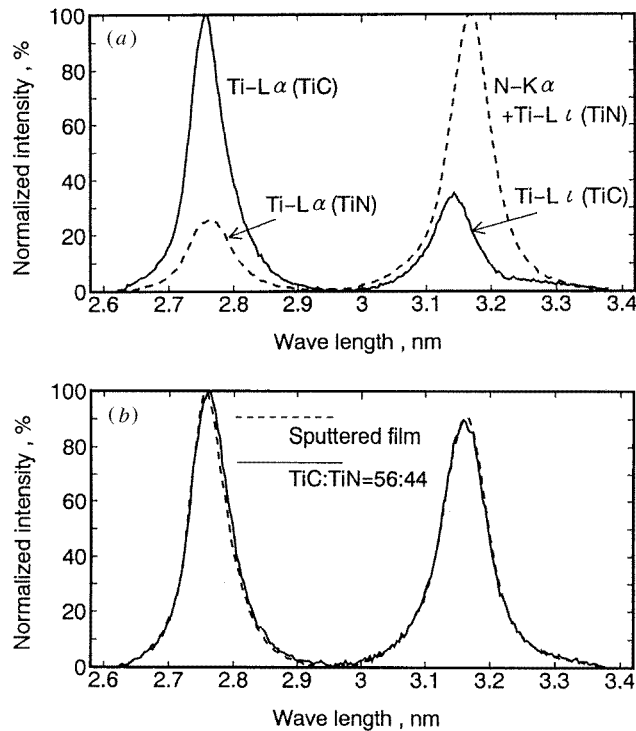 (a)
Normalized intensity , %
100
80
60
40
20
0
Ti-Lα(TiC)
Ti-Lα(TiN)
N-Kα
+Ti-Lι(TiN)
Ti-Lι(TiC)
2.6 2.7 2.8 2.9 3 3.1 3.2 3.3 3.4
Wave length , nm
(b)
Normalized intensity , %
100
80
60
40
20
0
Sputtered film
TiC:TiN=56:44
2.6 2.7 2.8 2.9 3 3.1 3.2 3.3 3.4
Wave length , nm